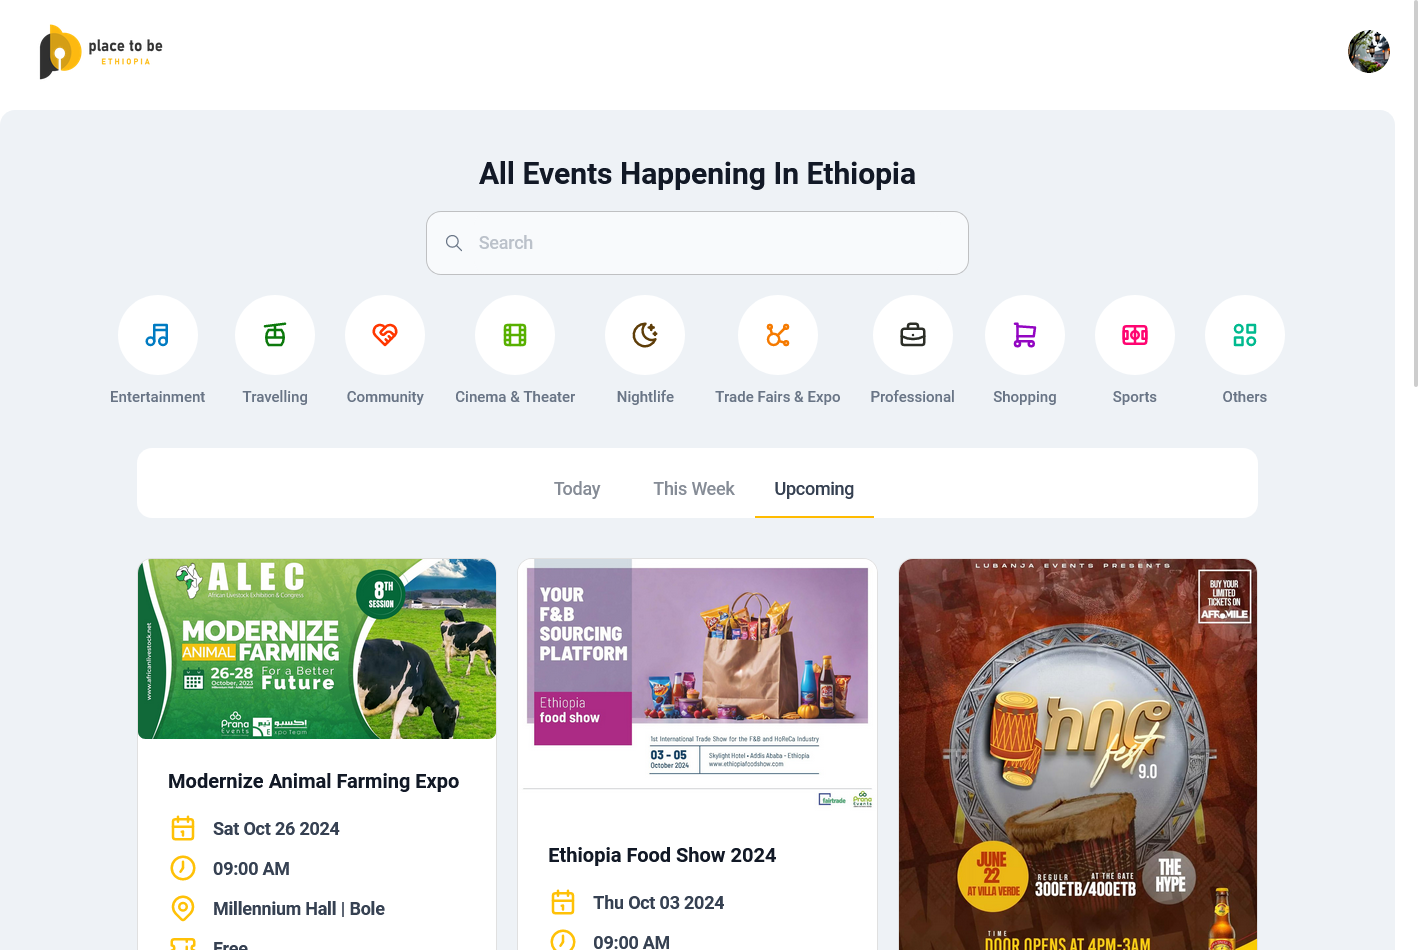 place to be
ETHIOPIA
All Events Happening In Ethiopia
Search
Entertainment
Travelling
Community
Cinema & Theater
Nightlife
Trade Fairs & Expo
Professional
Shopping
Sports
Others
Today
This Week
Upcoming
ALEC
African Livestock Exhibition & Congress
8TH
SESSION
www.africanlivestock.net
MODERNIZE
ANIMAL FARMING
26-28
October, 2023
For a Better
Future
Prana
Events
Expo Team
Modernize Animal Farming Expo
Sat Oct 26 2024
09:00 AM
Millennium Hall | Bole
Free
YOUR
F&B
SOURCING
PLATFORM
Ethiopia
food show
1st International Trade Show for the F&B and HoReCa Industry
03 - 05
October 2024
Skylight Hotel • Addis Ababa - Ethiopia
www.ethiopiafoodshow.com
fairtrade
Prana
Events
Ethiopia Food Show 2024
Thu Oct 03 2024
09:00 AM
LUBANJA EVENTS PRESENTS
BUY YOUR
LIMITED
TICKETS ON
AFROMILE
ከበሮ
fest
9.0
JUNE
22
AT VILLA VERDE
REGULR
300ETB/400ETB
AT THE GATE
THE
HYPE
TIME
DOOR OPENS AT 4PM-3AM